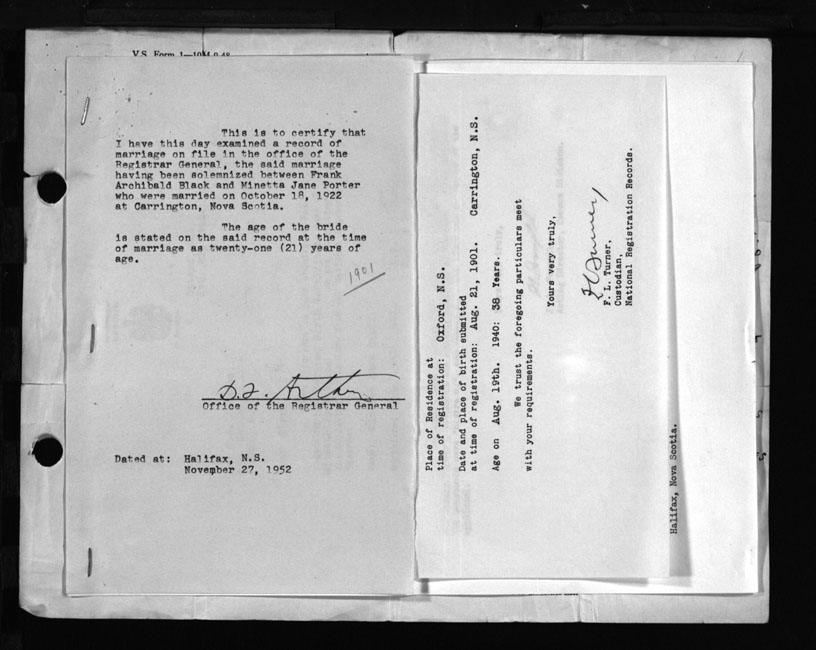 V.S. Form 1—10M 9-48
This is to certify that
I have this day examined a record of
marriage on file in the office of the
Registrar General, the said marriage
having been solemnized between Frank
Archibald Black and Minetta Jane Porter
who were married on October 18, 1922
at Carrington, Nova Scotia.
The age of the bride
is stated on the said record at the time
of marriage as twenty-one (21) years of
age.
1901
Office of the Registrar General
Dated at: Halifax, N.S.
November 27, 1952
Place of Residence at
time of registration: Oxford, N.S.
Date and place of birth submitted
at time of registration: Aug. 21, 1901. Carrington, N.S.
Age on Aug. 19th. 1940: 38 Years.
We trust the foregoing particulars meet
with your requirements.
Yours very truly,
F. L. Turner
F. L. Turner,
Custodian,
National Registration Records.
Halifax, Nova Scotia.